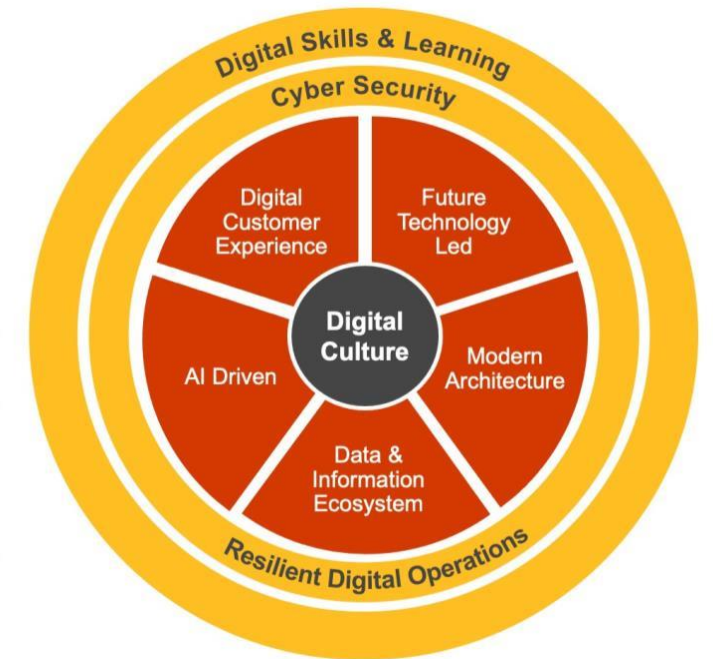 Digital Skills & Learning
Cyber Security
Digital
Customer
Experience
Future
Technology
Led
Digital
Culture
AI Driven
Modern
Architecture
Data &
Information
Ecosystem
Resilient Digital Operations